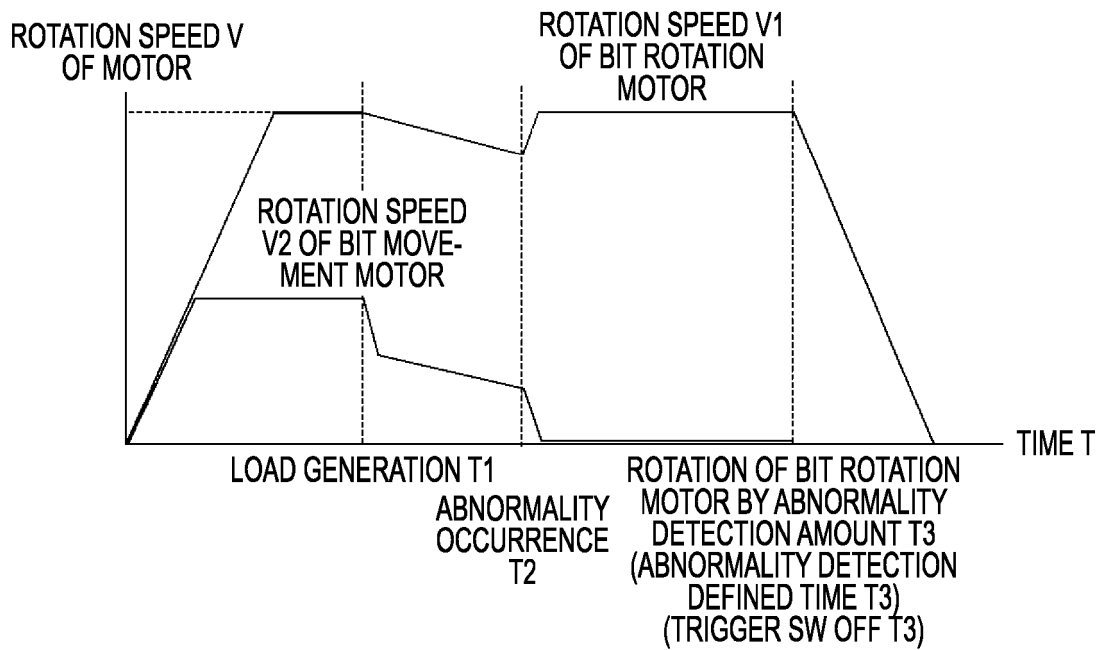 ROTATION SPEED V
OF MOTOR
ROTATION SPEED V1
OF BIT ROTATION
MOTOR
ROTATION SPEED
V2 OF BIT MOVE-
MENT MOTOR
TIME T
LOAD GENERATION T1
ABNORMALITY
OCCURRENCE
T2
ROTATION OF BIT ROTATION
MOTOR BY ABNORMALITY
DETECTION AMOUNT T3
(ABNORMALITY DETECTION
DEFINED TIME T3)
(TRIGGER SW OFF T3)